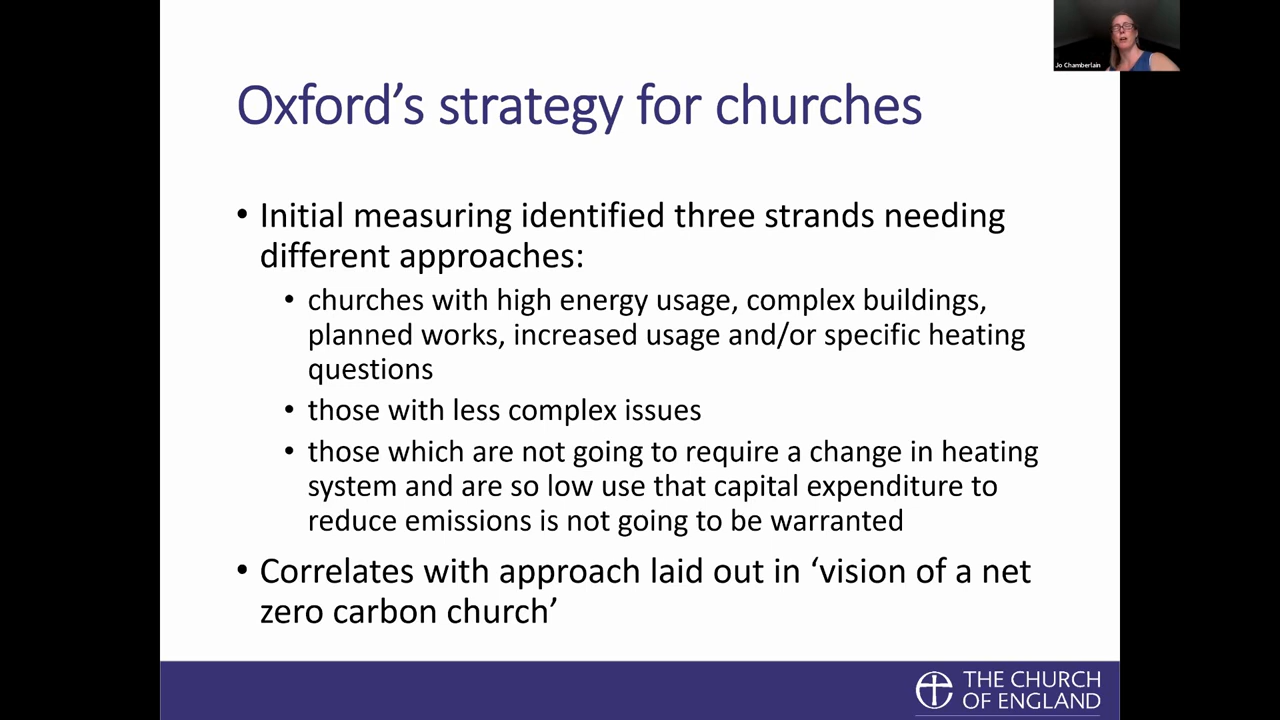 Jo Chamberlain
Oxford’s strategy for churches
• Initial measuring identified three strands needing
different approaches:
• churches with high energy usage, complex buildings,
planned works, increased usage and/or specific heating
questions
• those with less complex issues
• those which are not going to require a change in heating
system and are so low use that capital expenditure to
reduce emissions is not going to be warranted
• Correlates with approach laid out in ‘vision of a net
zero carbon church’
THE CHURCH
OF ENGLAND